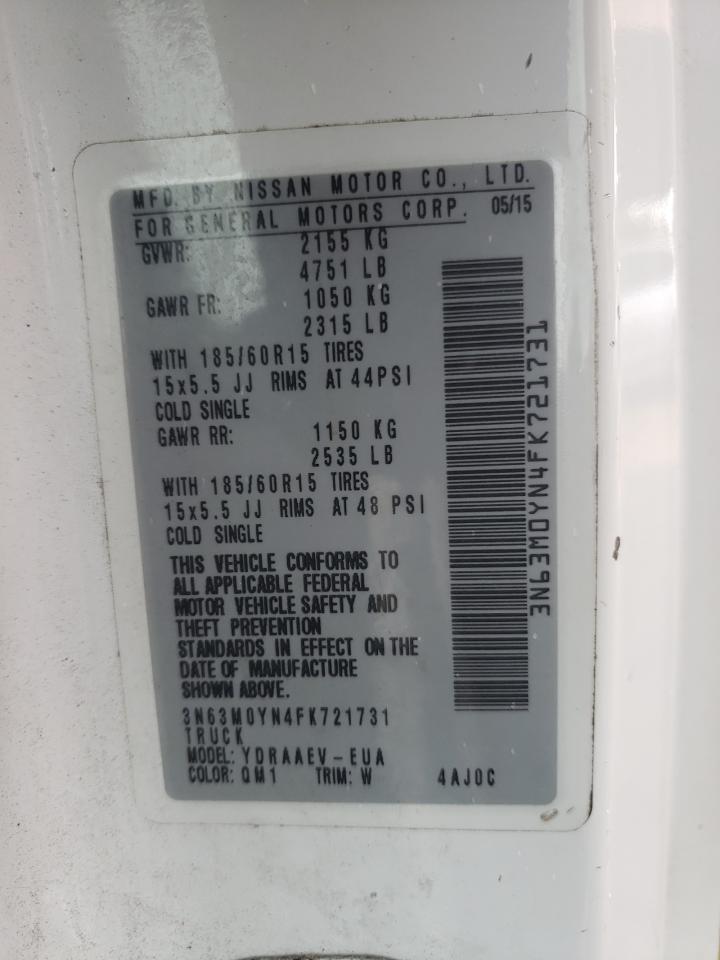 MFD. BY NISSAN MOTOR CO., LTD.
FOR GENERAL MOTORS CORP. 05/15
GVWR: 2155 KG
4751 LB
GAWR FR: 1050 KG
2315 LB
WITH 185/60R15 TIRES
15x5.5 JJ RIMS AT 44PSI
COLD SINGLE
GAWR RR: 1150 KG
2535 LB
WITH 185/60R15 TIRES
15x5.5 JJ RIMS AT 48 PSI
COLD SINGLE
THIS VEHICLE CONFORMS TO
ALL APPLICABLE FEDERAL
MOTOR VEHICLE SAFETY AND
THEFT PREVENTION
STANDARDS IN EFFECT ON THE
DATE OF MANUFACTURE
SHOWN ABOVE.
3N63M0YN4FK721731
TRUCK
MODEL: YDRAAEV-EUA
COLOR: QM1 TRIM: W 4AJ0C
3N63M0YN4FK721731